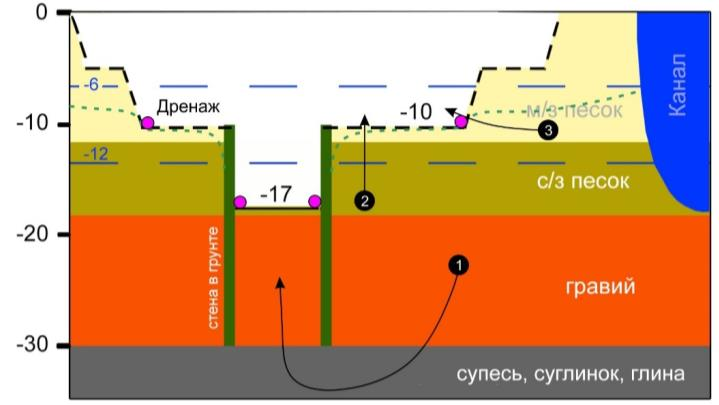 0
-6
Дренаж
-10
м/з песок
Канал
-10
3
-12
с/з песок
-17
2
-20
стена в грунте
1
гравий
-30
супесь, суглинок, глина